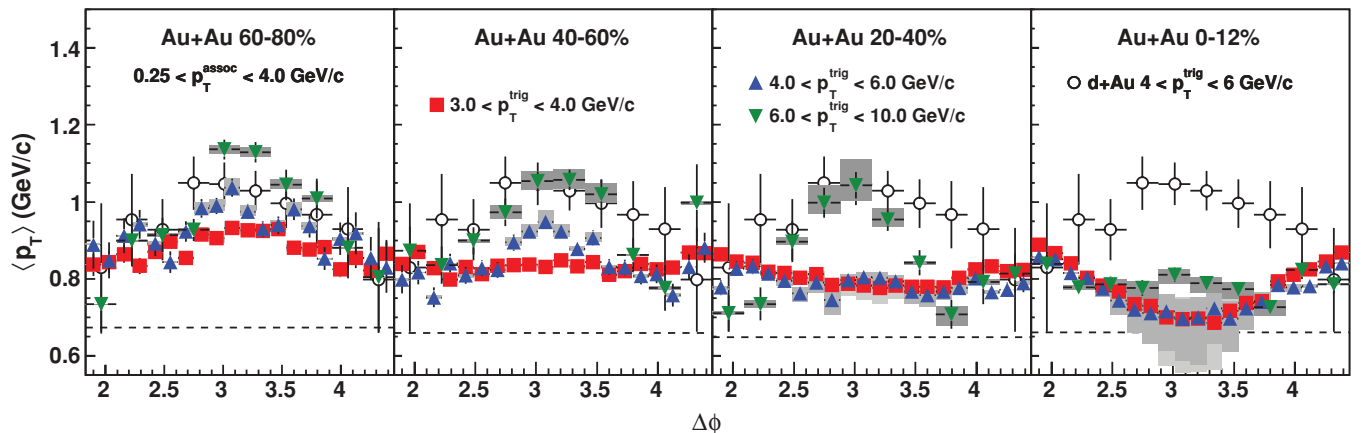 Au+Au 60-80%
0.25 < p_T^assoc < 4.0 GeV/c
Au+Au 40-60%
3.0 < p_T^trig < 4.0 GeV/c
Au+Au 20-40%
4.0 < p_T^trig < 6.0 GeV/c
6.0 < p_T^trig < 10.0 GeV/c
Au+Au 0-12%
d+Au 4 < p_T^trig < 6 GeV/c
⟨p_T⟩ (GeV/c)
1.4
1.2
1
0.8
0.6
2 2.5 3 3.5 4 2 2.5 3 3.5 4 2 2.5 3 3.5 4 2 2.5 3 3.5 4
Δϕ